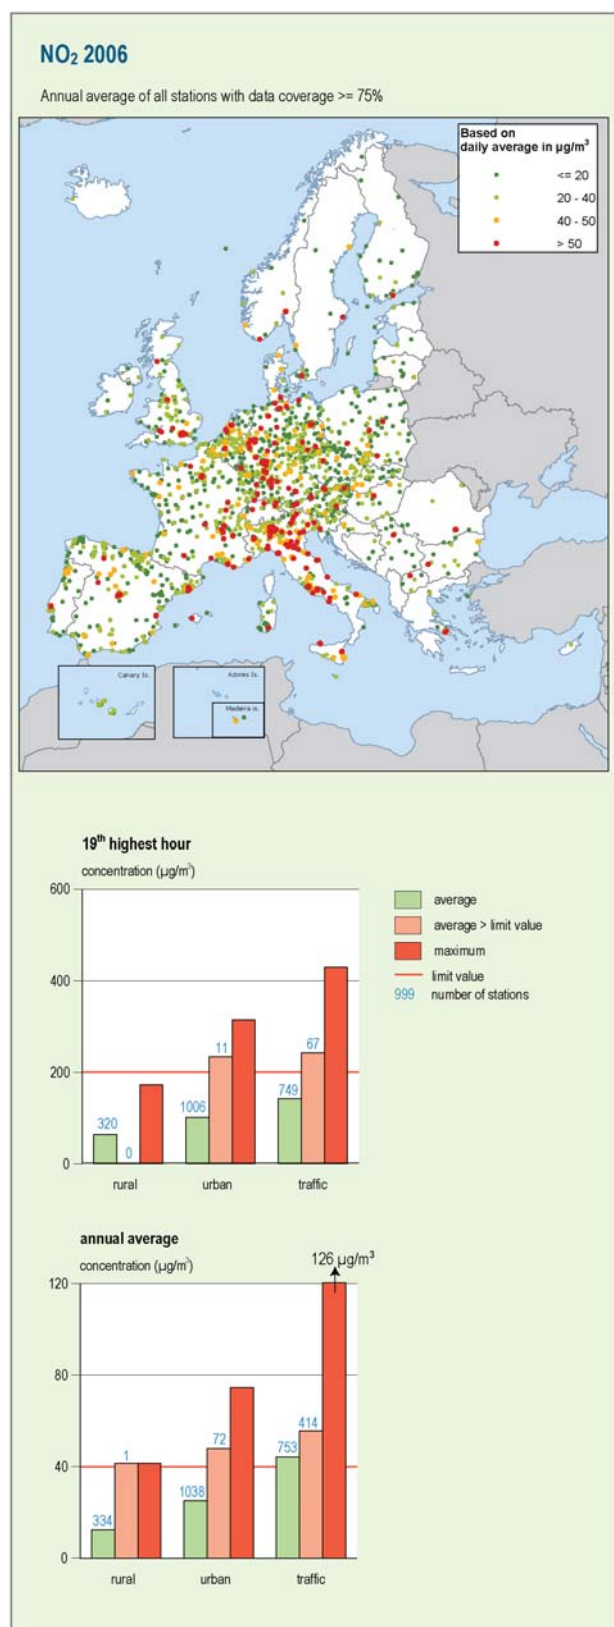 NO₂ 2006
Annual average of all stations with data coverage >= 75%
Based on
daily average in µg/m³
<= 20
20 - 40
40 - 50
> 50
Canary Is.
Azores Is.
Madeira is.
19th highest hour
concentration (µg/m³)
600
400
200
0
320
0
1006
11
749
67
rural
urban
traffic
average
average > limit value
maximum
limit value
999 number of stations
annual average
concentration (µg/m³)
126 µg/m³
120
80
40
0
334
1
1038
72
753
414
rural
urban
traffic